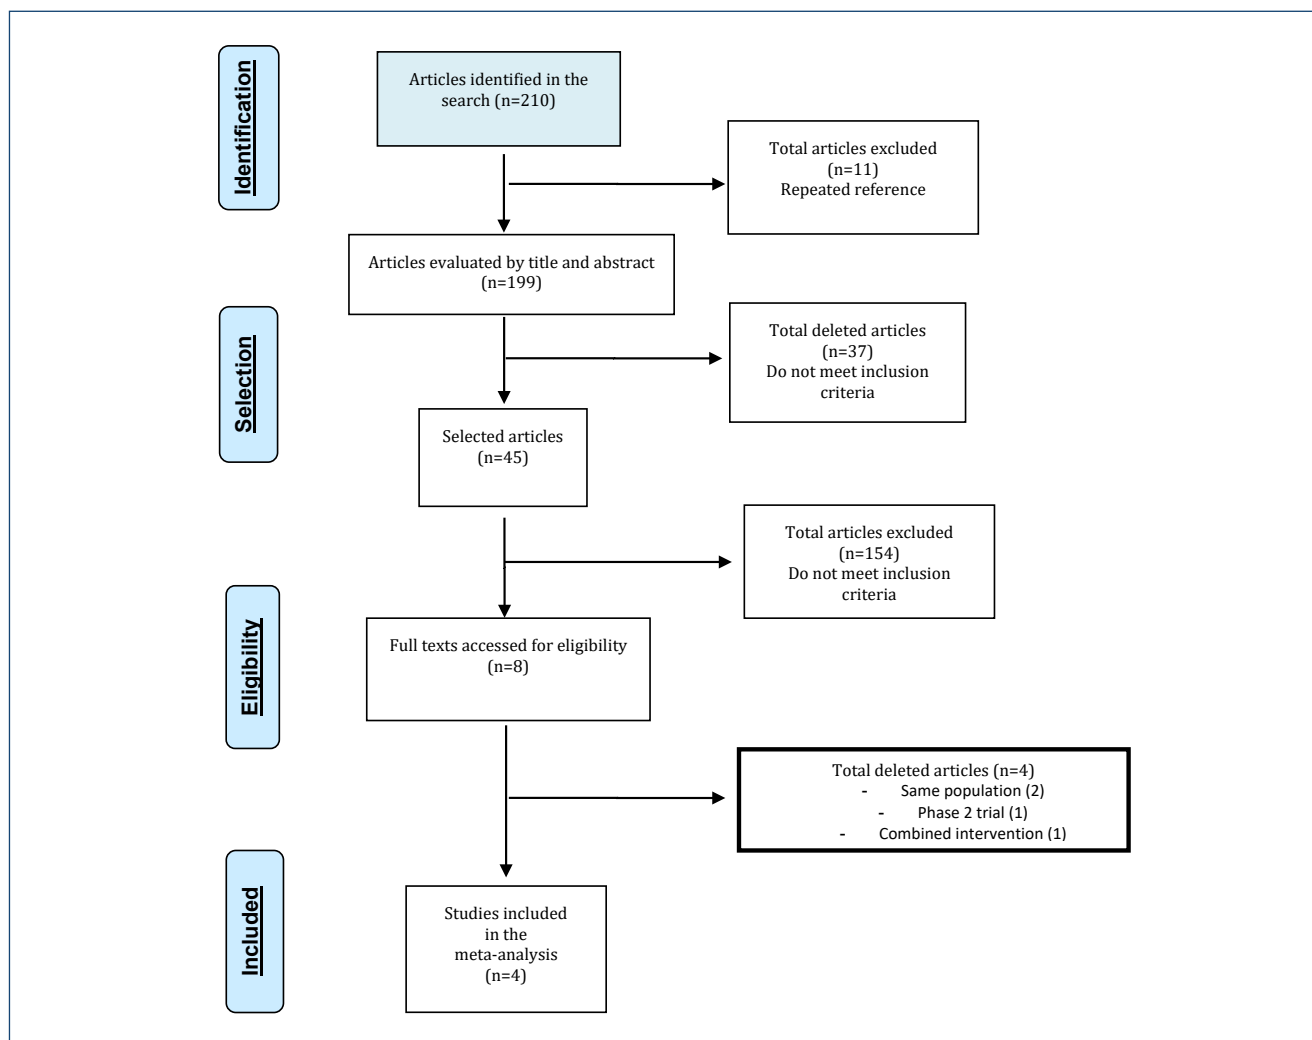 Identification
Articles identified in the
search (n=210)
Total articles excluded
(n=11)
Repeated reference
Articles evaluated by title and abstract
(n=199)
Selection
Total deleted articles
(n=37)
Do not meet inclusion
criteria
Selected articles
(n=45)
Total articles excluded
(n=154)
Do not meet inclusion
criteria
Eligibility
Full texts accessed for eligibility
(n=8)
Total deleted articles (n=4)
- Same population (2)
- Phase 2 trial (1)
- Combined intervention (1)
Included
Studies included
in the
meta-analysis
(n=4)